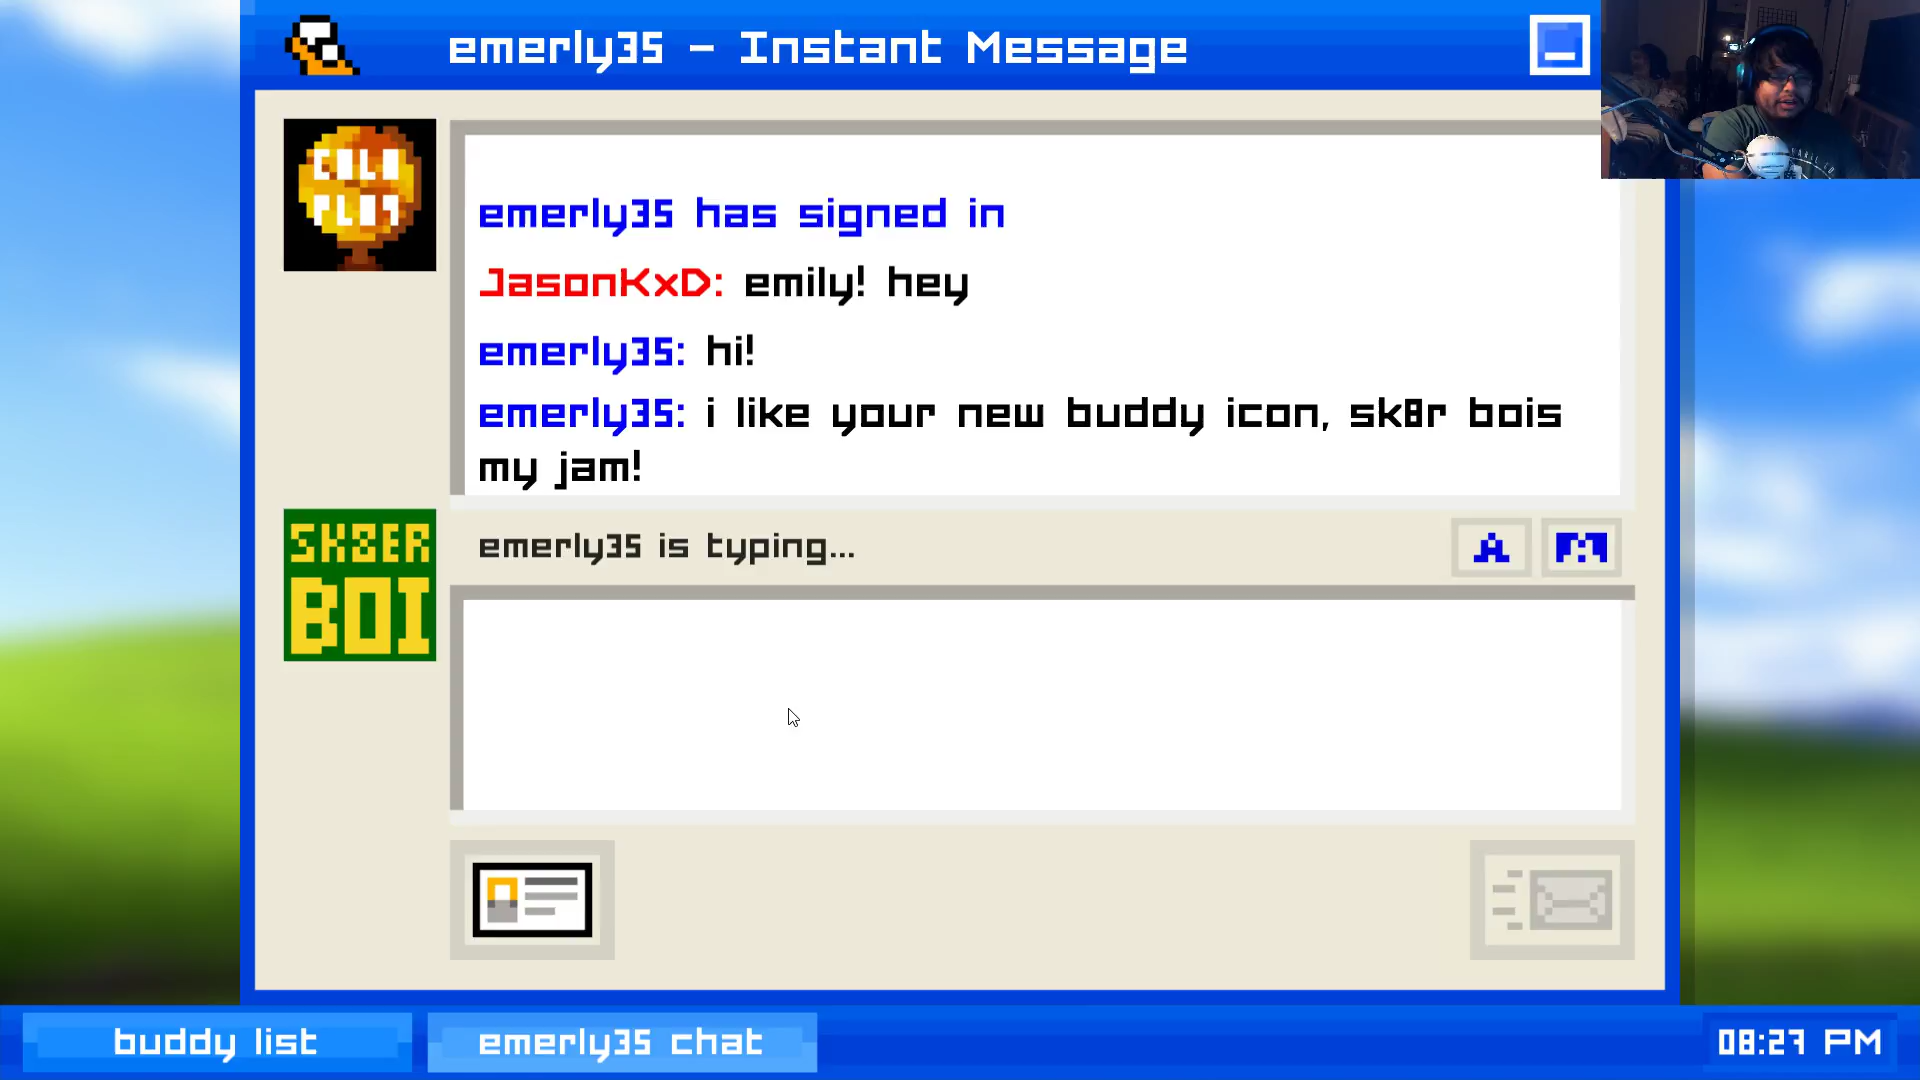 emerly35 - Instant Message
COLD
PLAY
emerly35 has signed in
JasonKxD: emily! hey
emerly35: hi!
emerly35: i like your new buddy icon, sk8r bois
my jam!
SK8ER
BOI
emerly35 is typing...
A
buddy list
emerly35 chat
08:27 PM